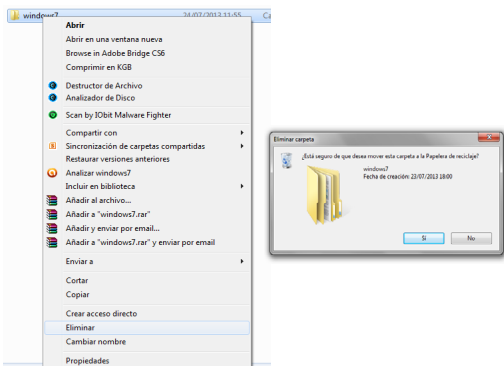 windows7 24/07/2013 11:55 Ca
Abrir
Abrir en una ventana nueva
Browse in Adobe Bridge CS6
Comprimir en KGB
Destructor de Archivo
Analizador de Disco
Scan by IObit Malware Fighter
Compartir con
Sincronización de carpetas compartidas
Restaurar versiones anteriores
Analizar windows7
Incluir en biblioteca
Añadir al archivo...
Añadir a "windows7.rar"
Añadir y enviar por email...
Añadir a "windows7.rar" y enviar por email
Enviar a
Cortar
Copiar
Crear acceso directo
Eliminar
Cambiar nombre
Propiedades
Eliminar carpeta
¿Está seguro de que desea mover esta carpeta a la Papelera de reciclaje?
windows7
Fecha de creación: 23/07/2013 18:00
Sí No